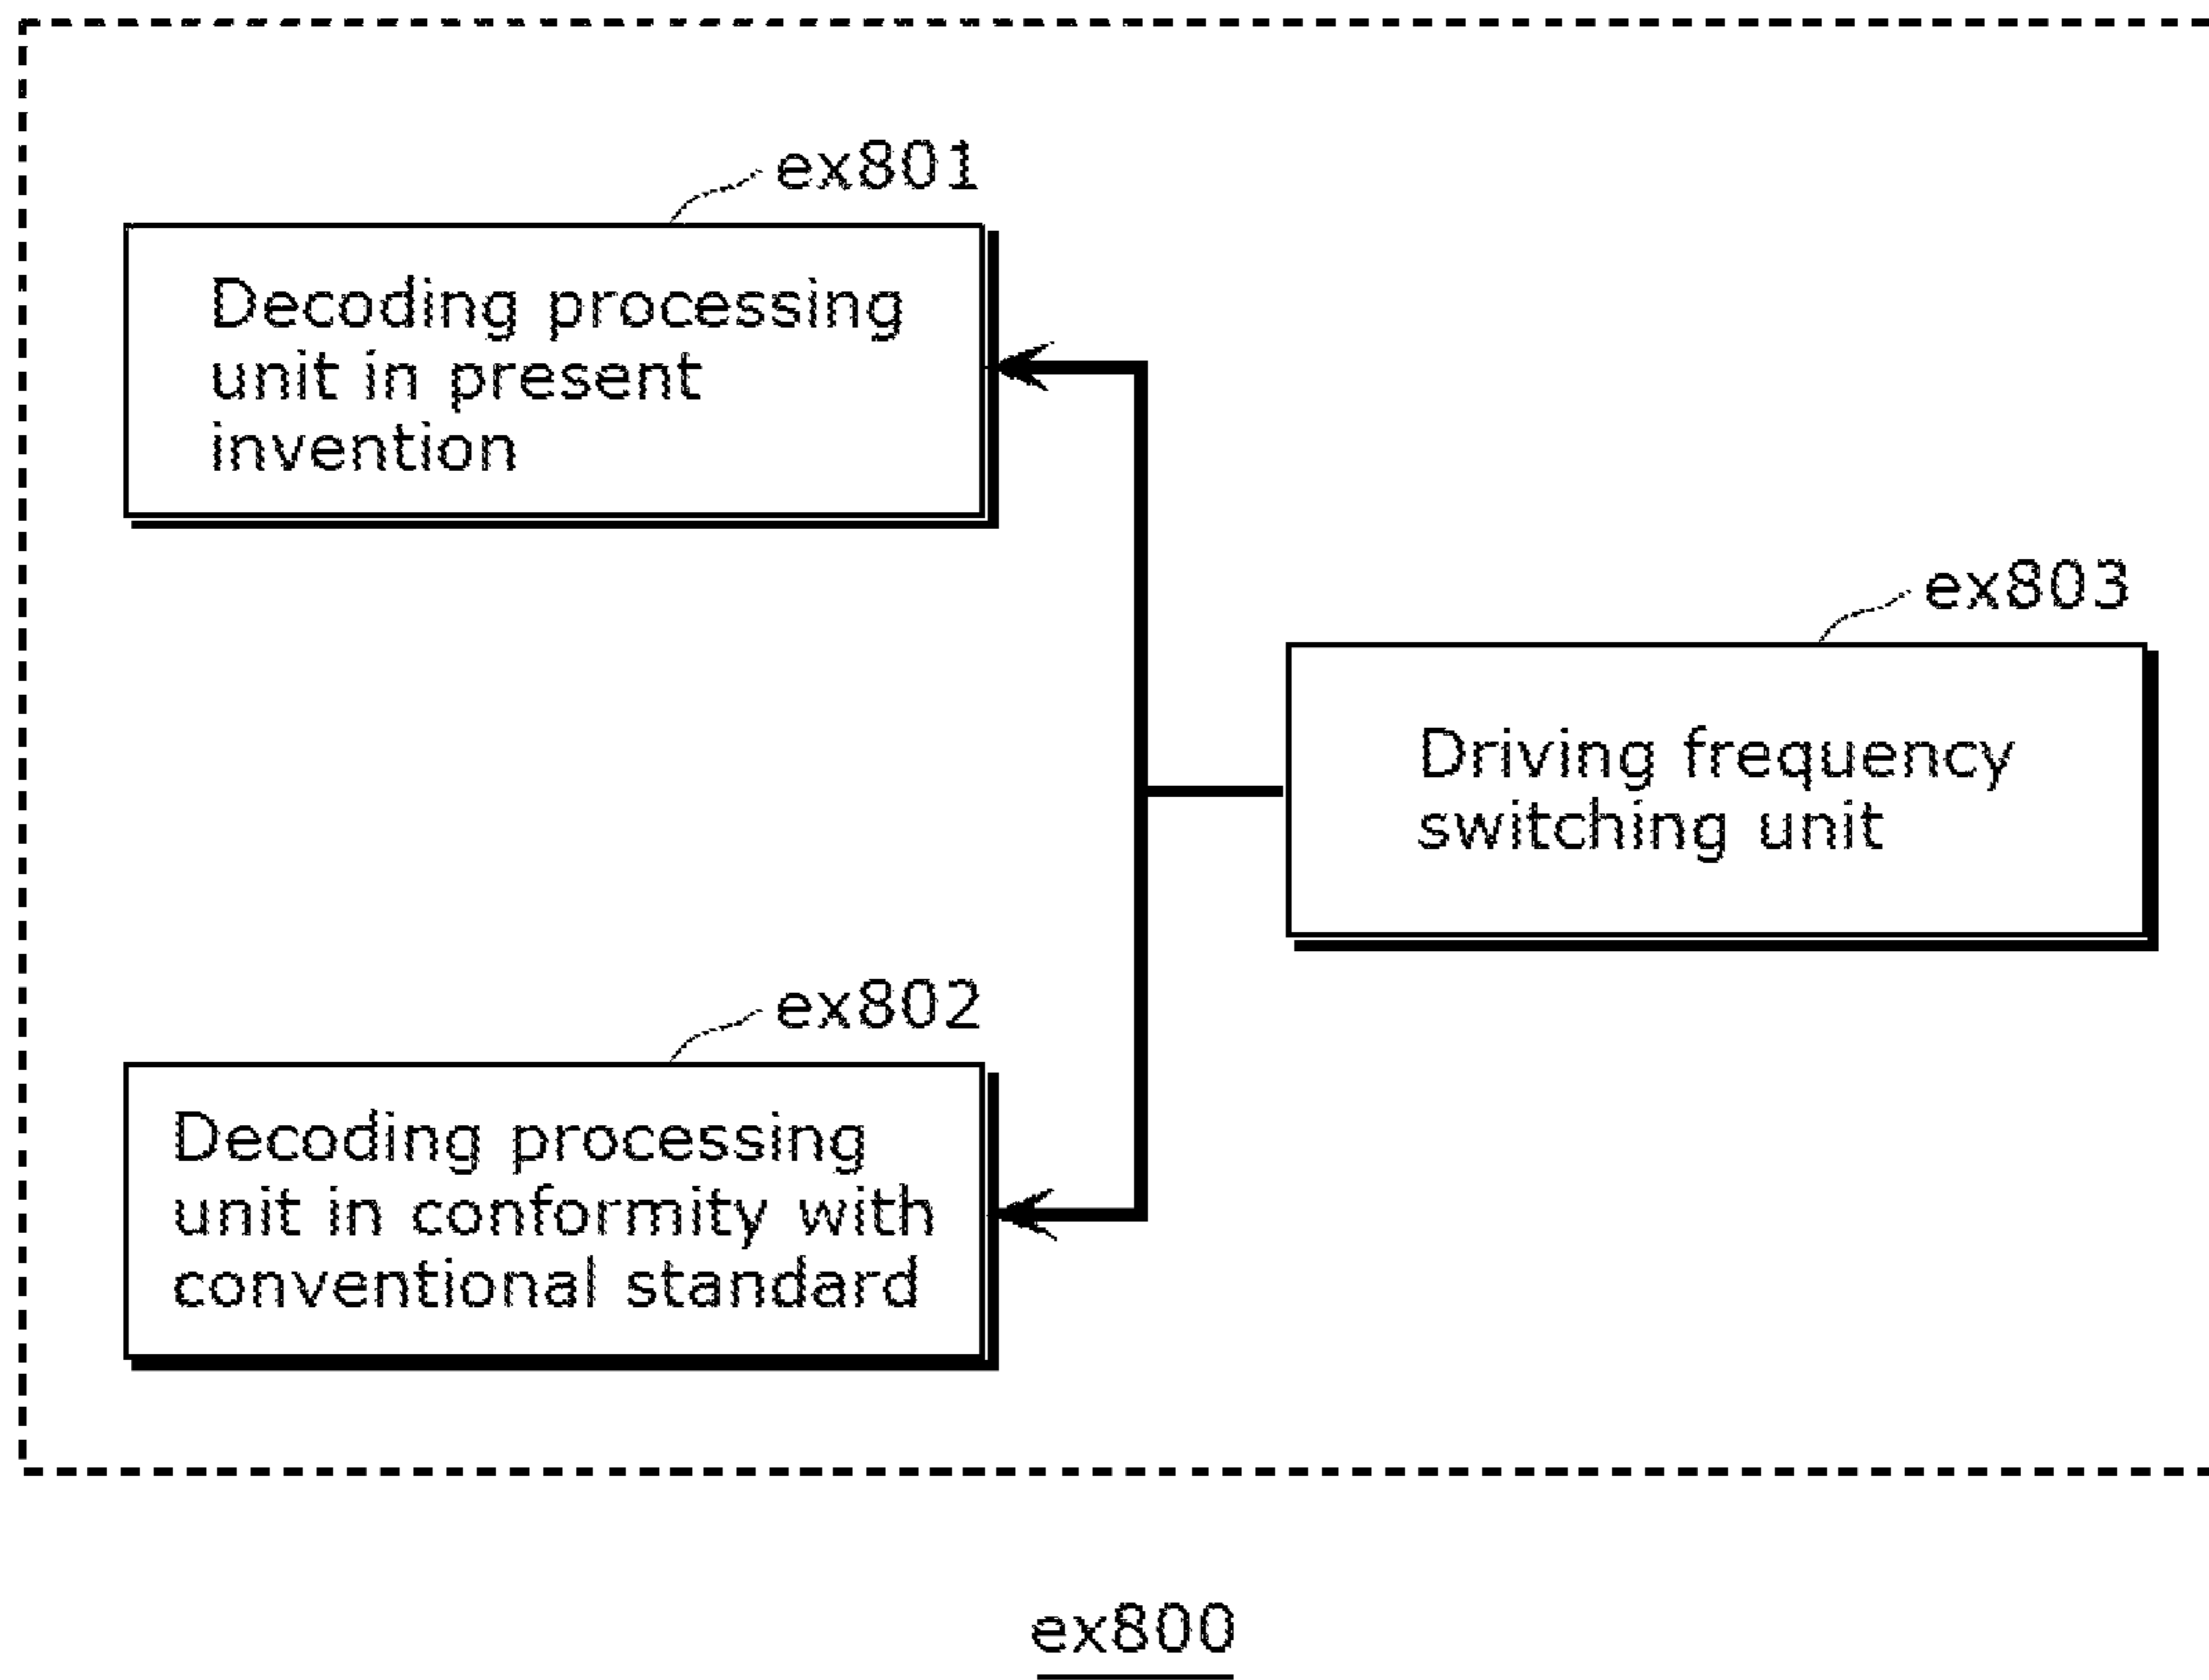 ex801
Decoding processing
unit in present
invention
ex803
Driving frequency
switching unit
ex802
Decoding processing
unit in conformity with
conventional standard
ex800